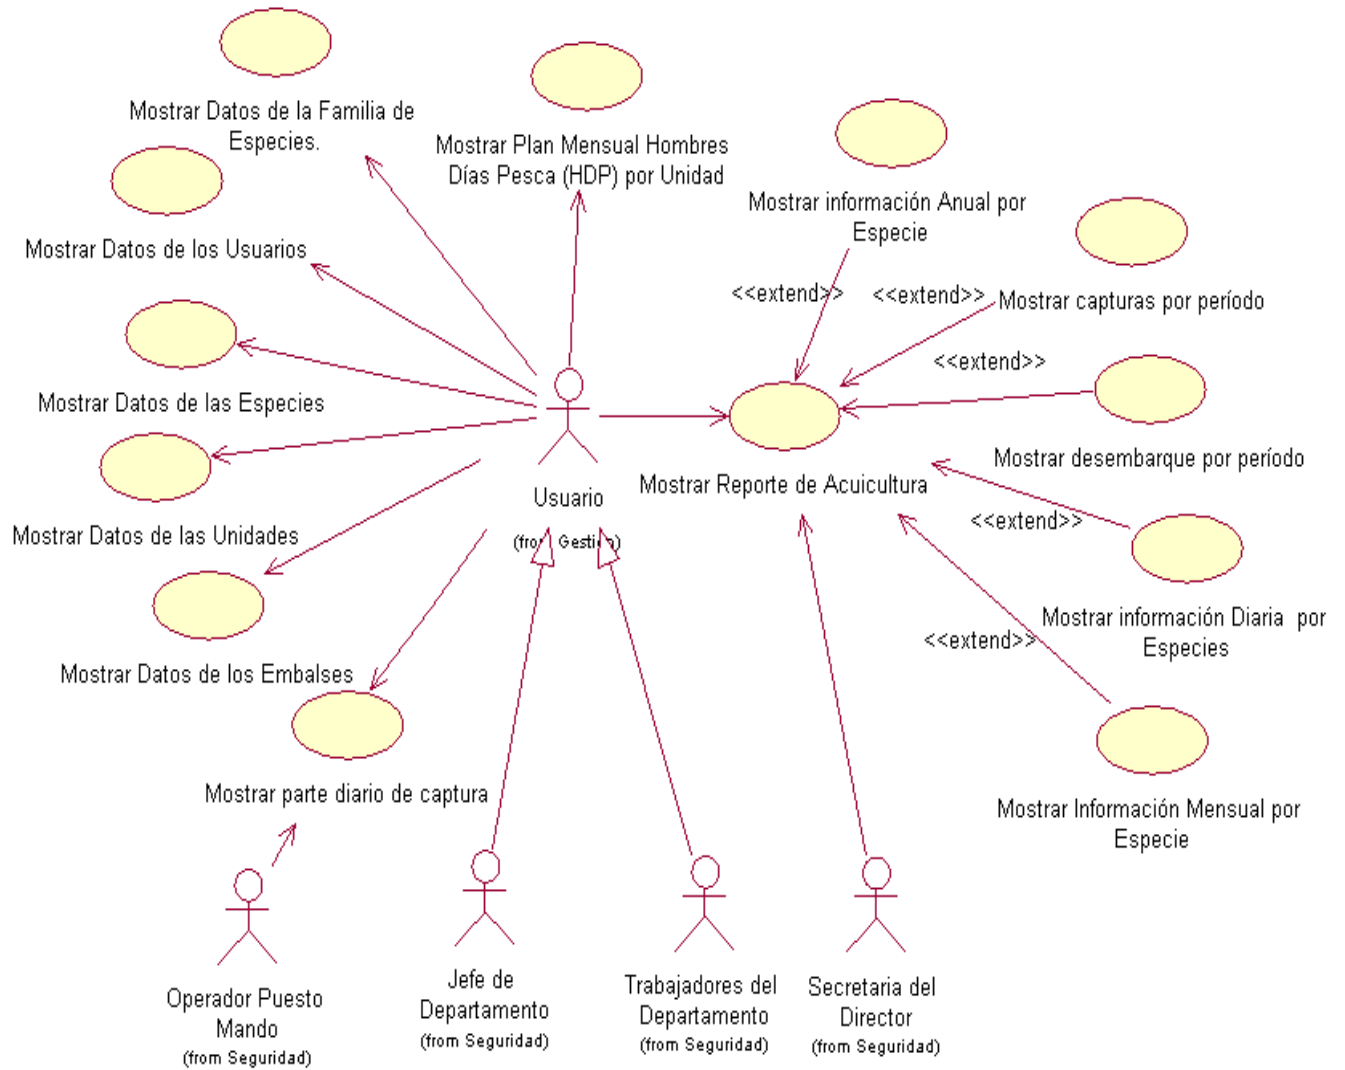 Mostrar Datos de la Familia de
Especies.
Mostrar Plan Mensual Hombres
Días Pesca (HDP) por Unidad
Mostrar información Anual por
Especie
Mostrar Datos de los Usuarios
<<extend>>
<<extend>>
Mostrar capturas por período
<<extend>>
Mostrar Datos de las Especies
Mostrar desembarque por período
Mostrar Reporte de Acuicultura
Usuario
(from Gestion)
<<extend>>
Mostrar Datos de las Unidades
Mostrar información Diaria por
Especies
<<extend>>
Mostrar Datos de los Embalses
Mostrar parte diario de captura
Mostrar Información Mensual por
Especie
Operador Puesto
Mando
(from Seguridad)
Jefe de
Departamento
(from Seguridad)
Trabajadores del
Departamento
(from Seguridad)
Secretaria del
Director
(from Seguridad)